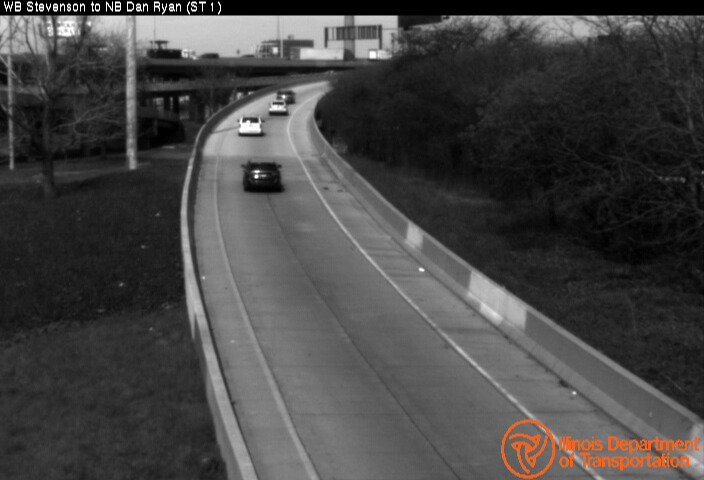 WB Stevenson to NB Dan Ryan (ST 1)
Illinois Department
of Transportation